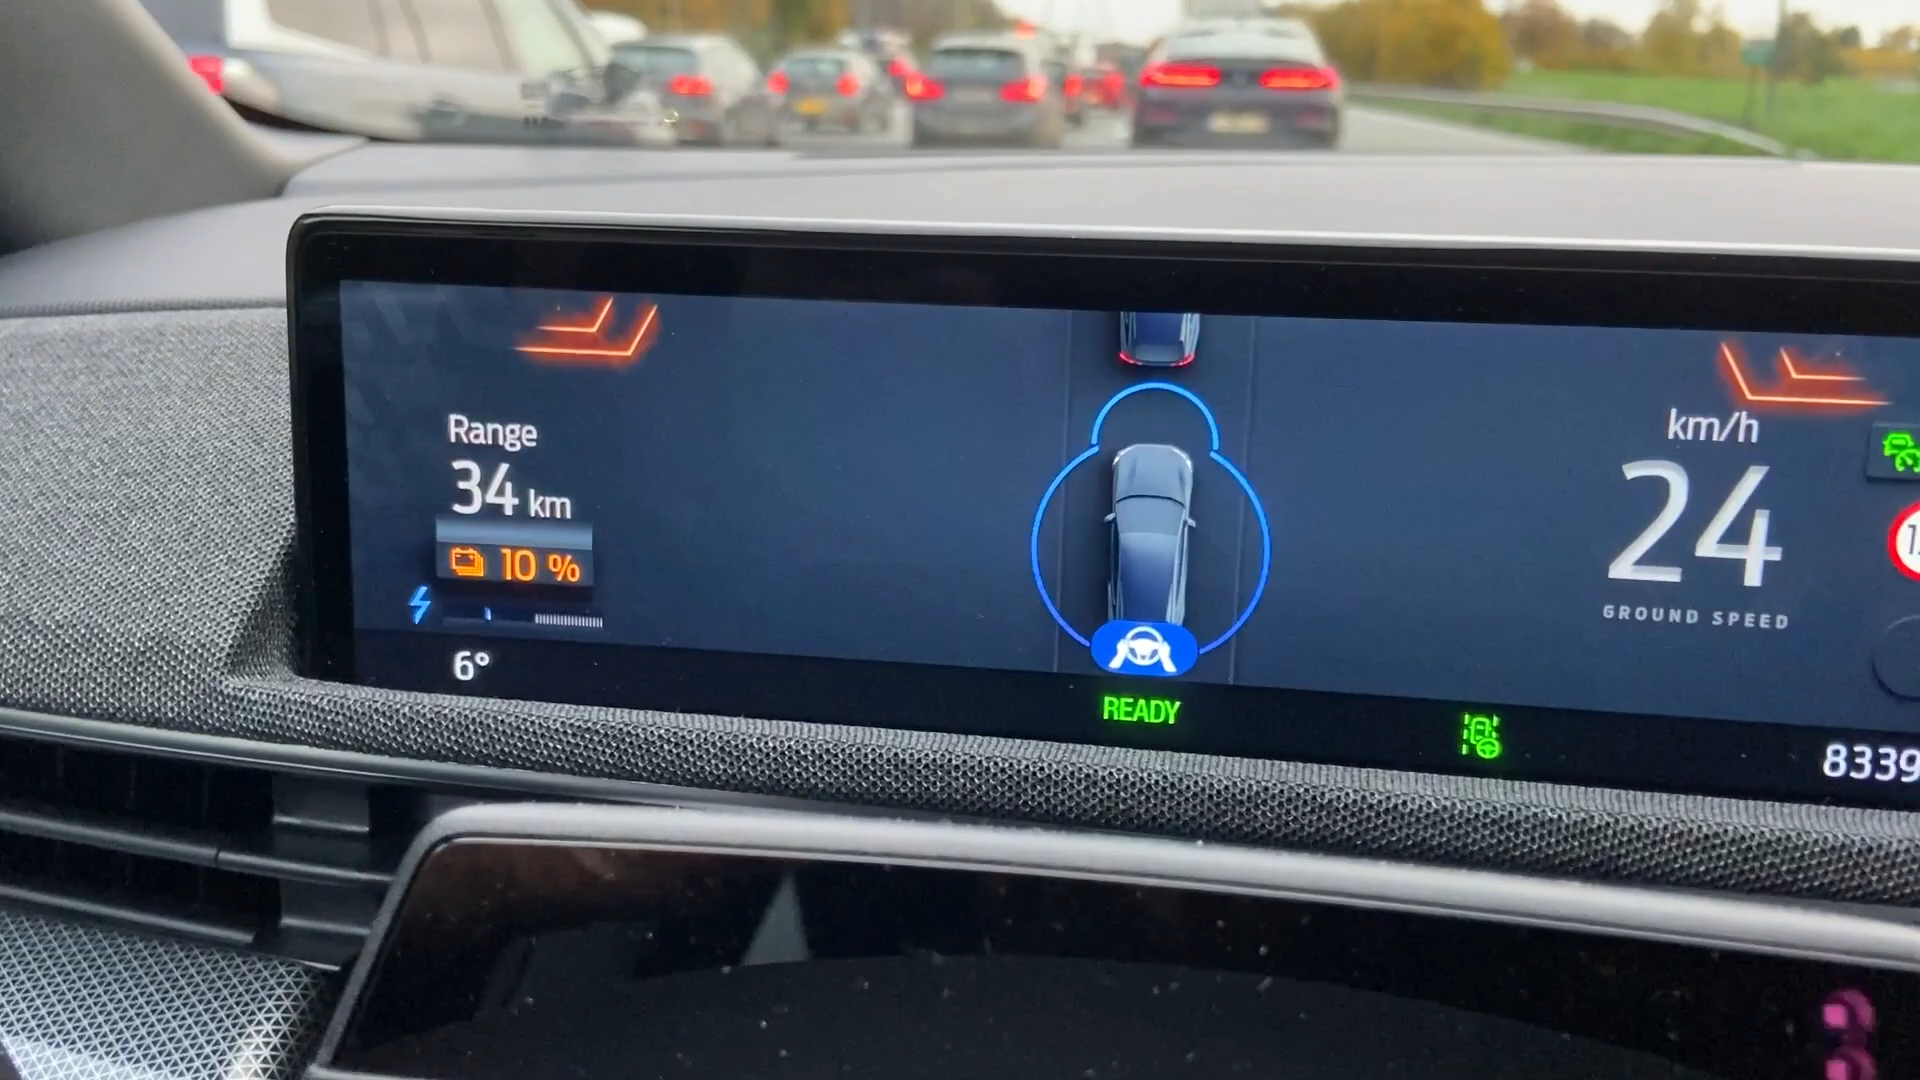 Range
34 km
10 %
6°
READY
km/h
24
GROUND SPEED
8339